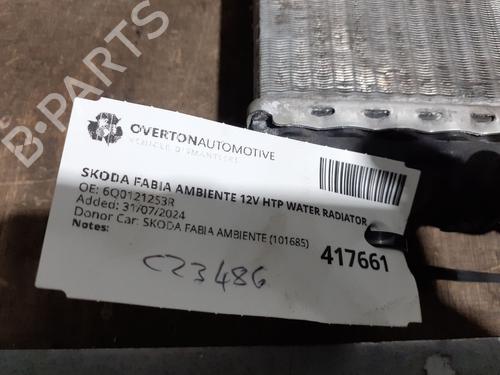 OVERTONAUTOMOTIVE
VEHICLE DISMANTLERS
SKODA FABIA AMBIENTE 12V HTP WATER RADIATOR
OE: 6Q0121253R
Added: 31/07/2024
Donor Car: SKODA FABIA AMBIENTE (101685)
Notes:
417661
C23486
B-PARTS